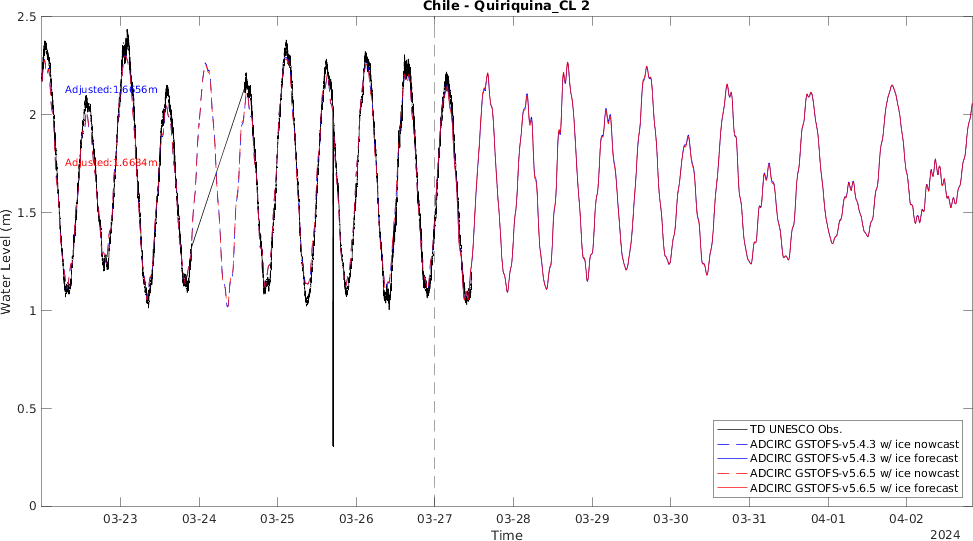 Chile - Quiriquina_CL 2
2.5
2
1.5
1
0.5
0
Water Level (m)
Adjusted:1.6656m
Adjusted:1.6684m
TD UNESCO Obs.
ADCIRC GSTOFS-v5.4.3 w/ ice nowcast
ADCIRC GSTOFS-v5.4.3 w/ ice forecast
ADCIRC GSTOFS-v5.6.5 w/ ice nowcast
ADCIRC GSTOFS-v5.6.5 w/ ice forecast
03-23 03-24 03-25 03-26 03-27 03-28 03-29 03-30 03-31 04-01 04-02
Time
2024